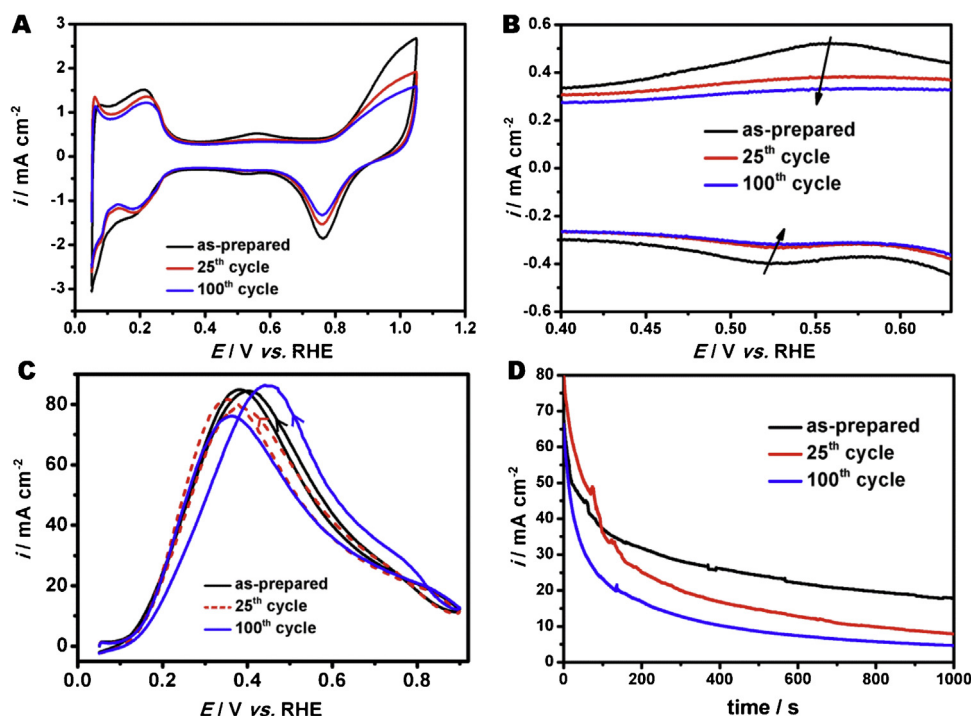 A
i / mA cm-2
3
2
1
0
-1
-2
-3
as-prepared
25th cycle
100th cycle
0.0 0.2 0.4 0.6 0.8 1.0 1.2
E / V vs. RHE
B
i / mA cm-2
0.6
0.4
0.2
0.0
-0.2
-0.4
-0.6
as-prepared
25th cycle
100th cycle
0.40 0.45 0.50 0.55 0.60
E / V vs. RHE
C
i / mA cm-2
80
60
40
20
0
as-prepared
25th cycle
100th cycle
0.0 0.2 0.4 0.6 0.8
E / V vs. RHE
D
i / mA cm-2
80
70
60
50
40
30
20
10
0
as-prepared
25th cycle
100th cycle
0 200 400 600 800 1000
time / s